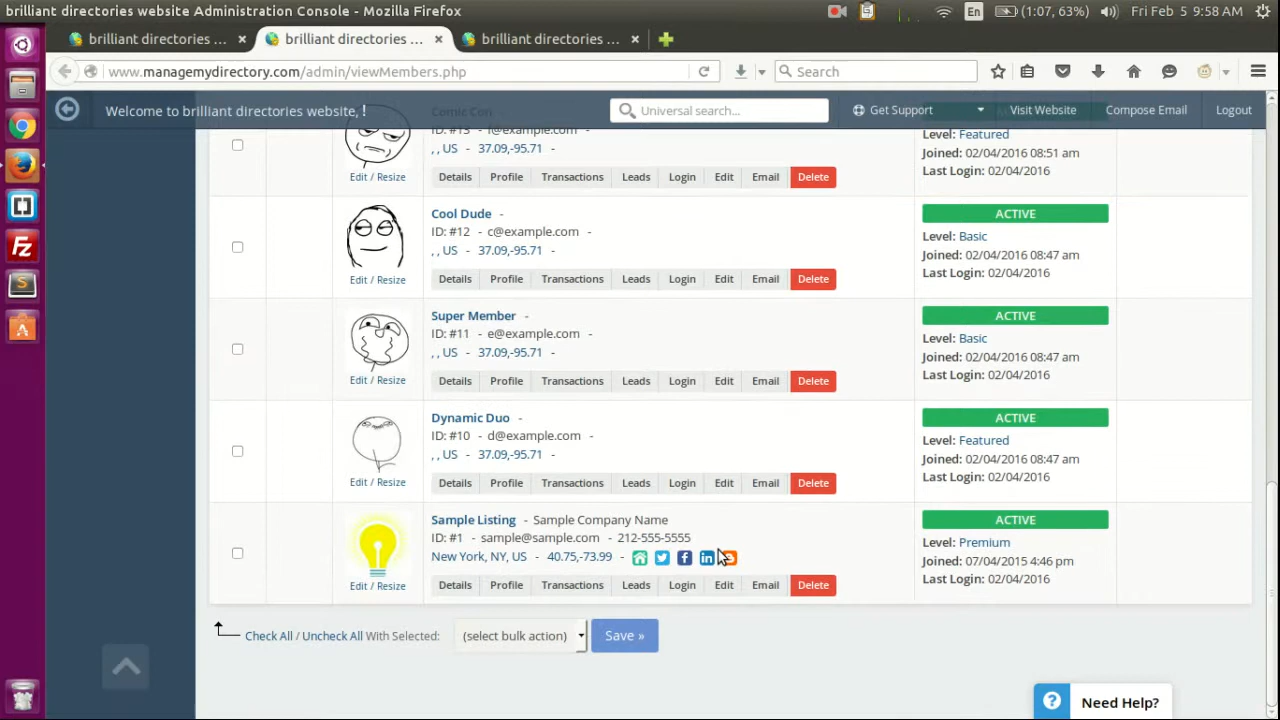 brilliant directories website Administration Console - Mozilla Firefox
En (1:07, 63%) Fri Feb 5 9:58 AM
brilliant directories ... × brilliant directories ... × brilliant directories ... ×
www.managemydirectory.com/admin/viewMembers.php Search
Welcome to brilliant directories website, ! Universal search... Get Support Visit Website Compose Email Logout
Comic Con
ID: #13 - f@example.com -
, , US - 37.09,-95.71 -
Edit / Resize Details Profile Transactions Leads Login Edit Email Delete
Level: Featured
Joined: 02/04/2016 08:51 am
Last Login: 02/04/2016
Cool Dude -
ID: #12 - c@example.com -
, , US - 37.09,-95.71 -
Edit / Resize Details Profile Transactions Leads Login Edit Email Delete
ACTIVE
Level: Basic
Joined: 02/04/2016 08:47 am
Last Login: 02/04/2016
Super Member -
ID: #11 - e@example.com -
, , US - 37.09,-95.71 -
Edit / Resize Details Profile Transactions Leads Login Edit Email Delete
ACTIVE
Level: Basic
Joined: 02/04/2016 08:47 am
Last Login: 02/04/2016
Dynamic Duo -
ID: #10 - d@example.com -
, , US - 37.09,-95.71 -
Edit / Resize Details Profile Transactions Leads Login Edit Email Delete
ACTIVE
Level: Featured
Joined: 02/04/2016 08:47 am
Last Login: 02/04/2016
Sample Listing - Sample Company Name
ID: #1 - sample@sample.com - 212-555-5555
New York, NY, US - 40.75,-73.99 -
Edit / Resize Details Profile Transactions Leads Login Edit Email Delete
ACTIVE
Level: Premium
Joined: 07/04/2015 4:46 pm
Last Login: 02/04/2016
Check All / Uncheck All With Selected: (select bulk action) Save »
Need Help?